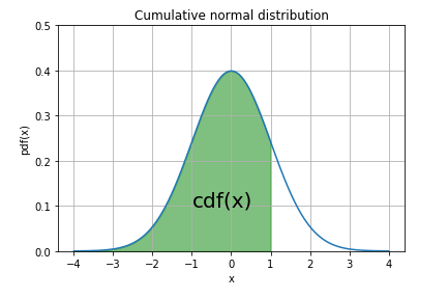 Cumulative normal distribution
0.5
0.4
0.3
0.2
0.1
0.0
pdf(x)
cdf(x)
−4 −3 −2 −1 0 1 2 3 4
x